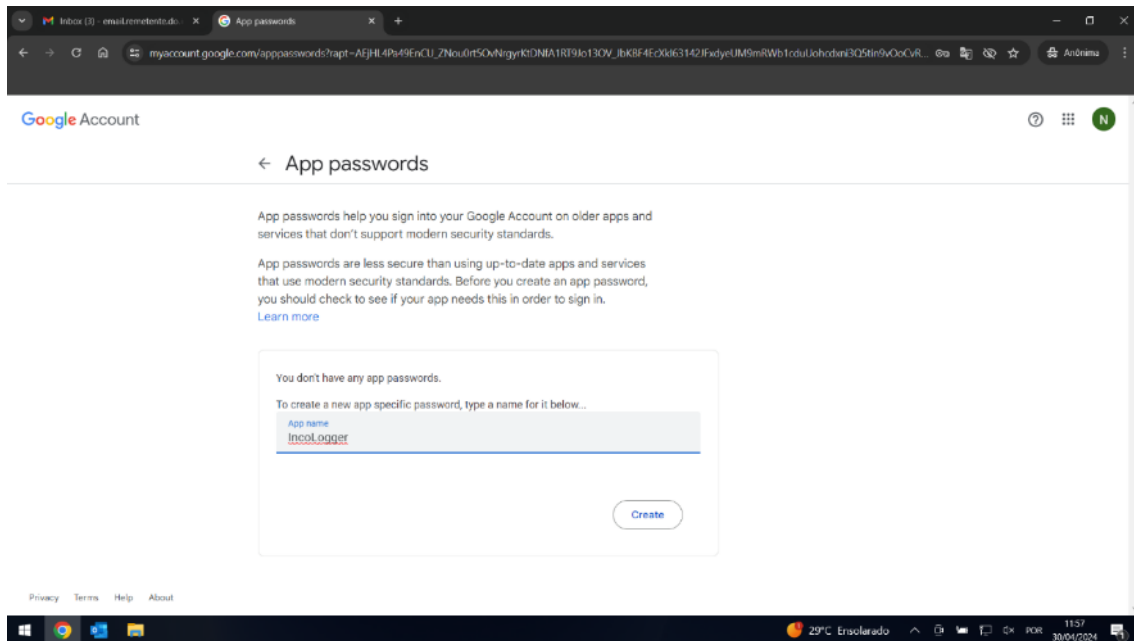 Inbox (3) - email.remetente.do.
App passwords
Anônima
Google Account
N
App passwords
App passwords help you sign into your Google Account on older apps and
services that don't support modern security standards.
App passwords are less secure than using up-to-date apps and services
that use modern security standards. Before you create an app password,
you should check to see if your app needs this in order to sign in.
Learn more
You don't have any app passwords.
To create a new app specific password, type a name for it below...
App name
IncoLogger
Create
Privacy Terms Help About
29°C Ensolarado
POR
11:57
30/04/2024